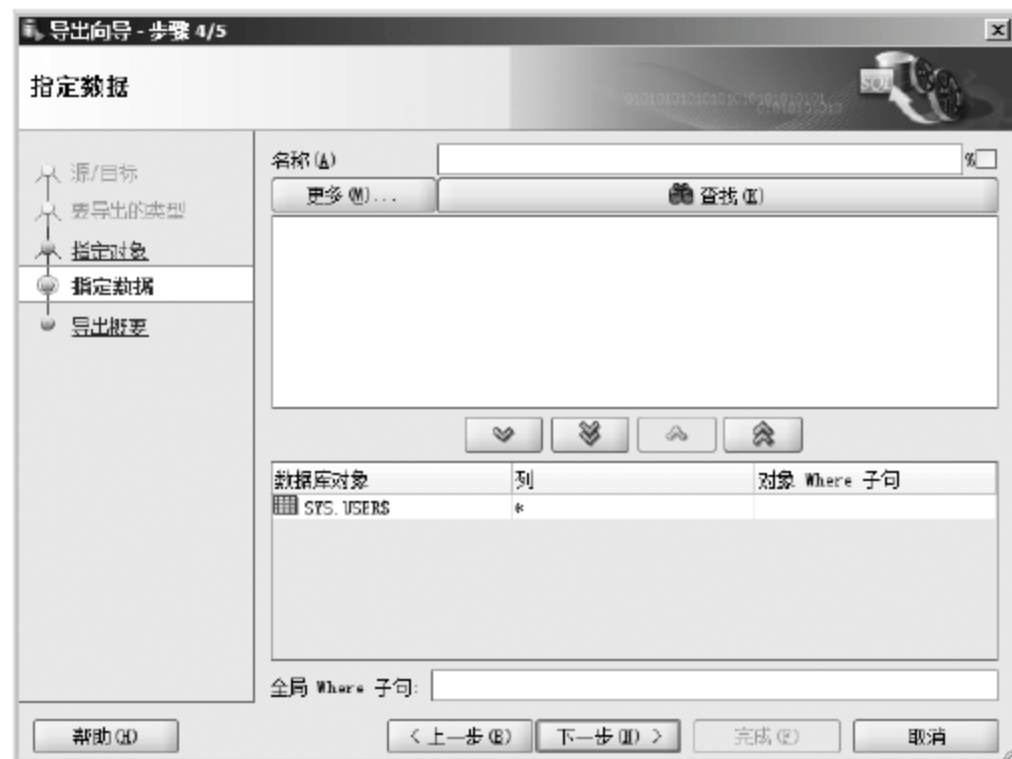 导出向导 - 步骤 4/5
指定数据
SQL
源/目标
要导出的类型
指定对象
指定数据
导出概要
名称(A)
%
更多(M)...
查找(K)
数据库对象 列 对象 Where 子句
SYS.USER$ *
全局 Where 子句:
帮助(H)
< 上一步(B)
下一步(N) >
完成(F)
取消